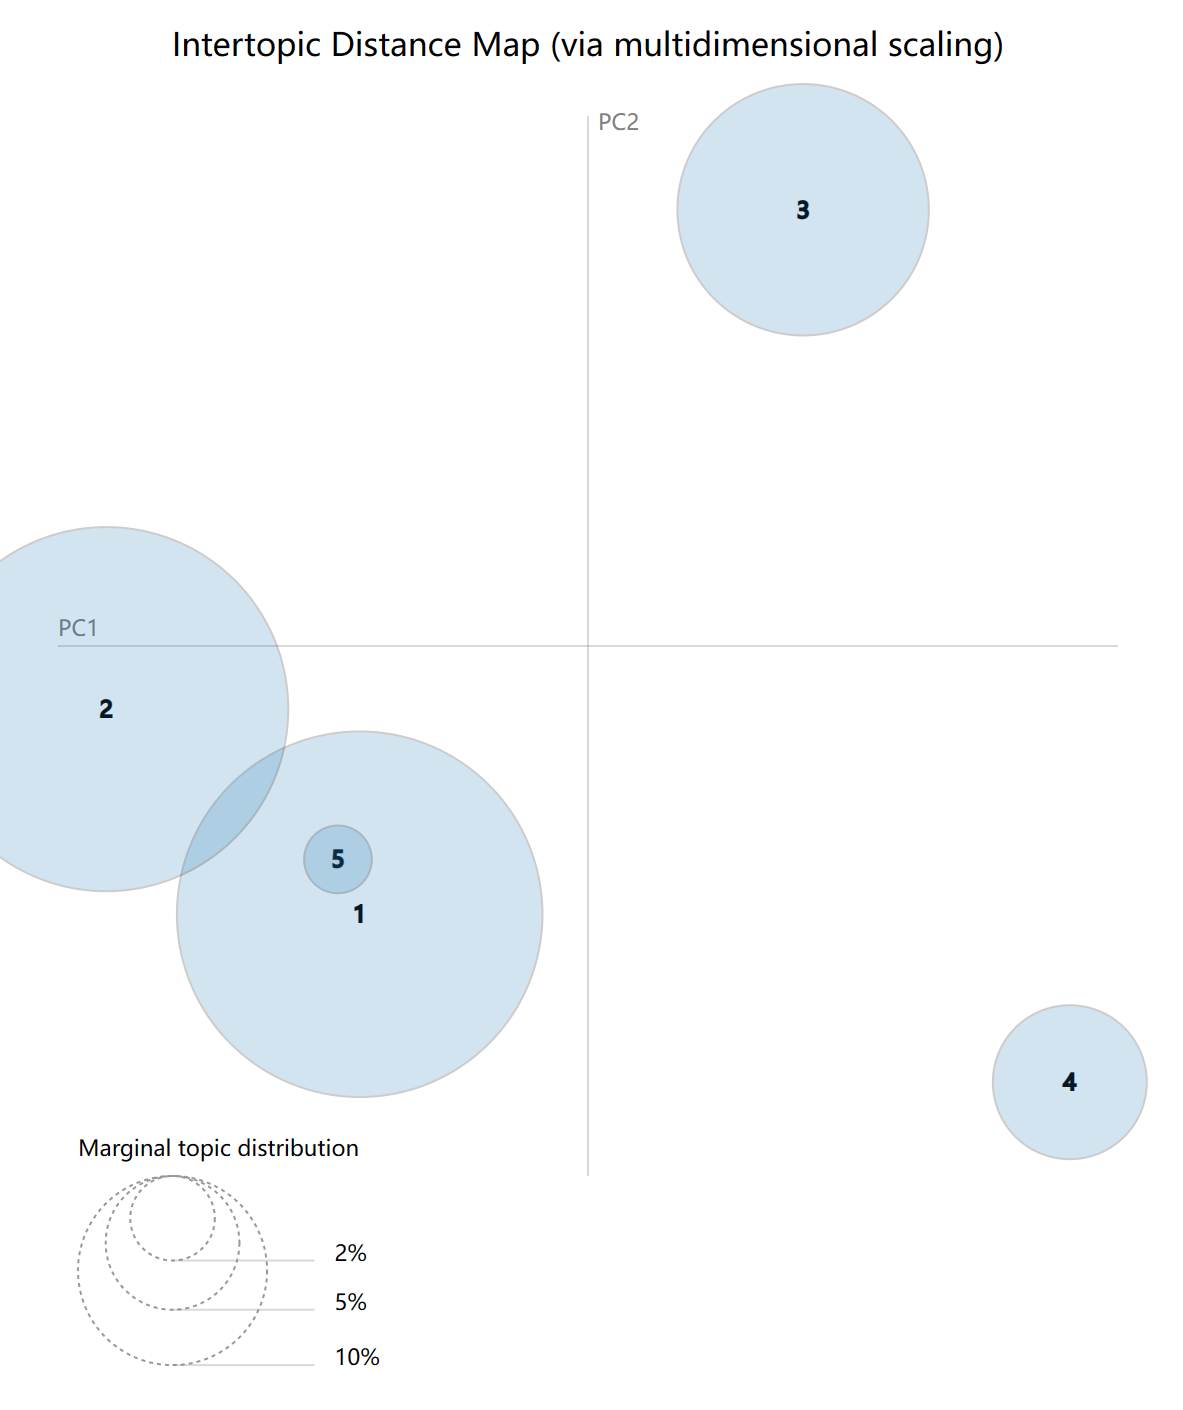 Intertopic Distance Map (via multidimensional scaling)
PC2
3
PC1
2
5
1
4
Marginal topic distribution
2%
5%
10%